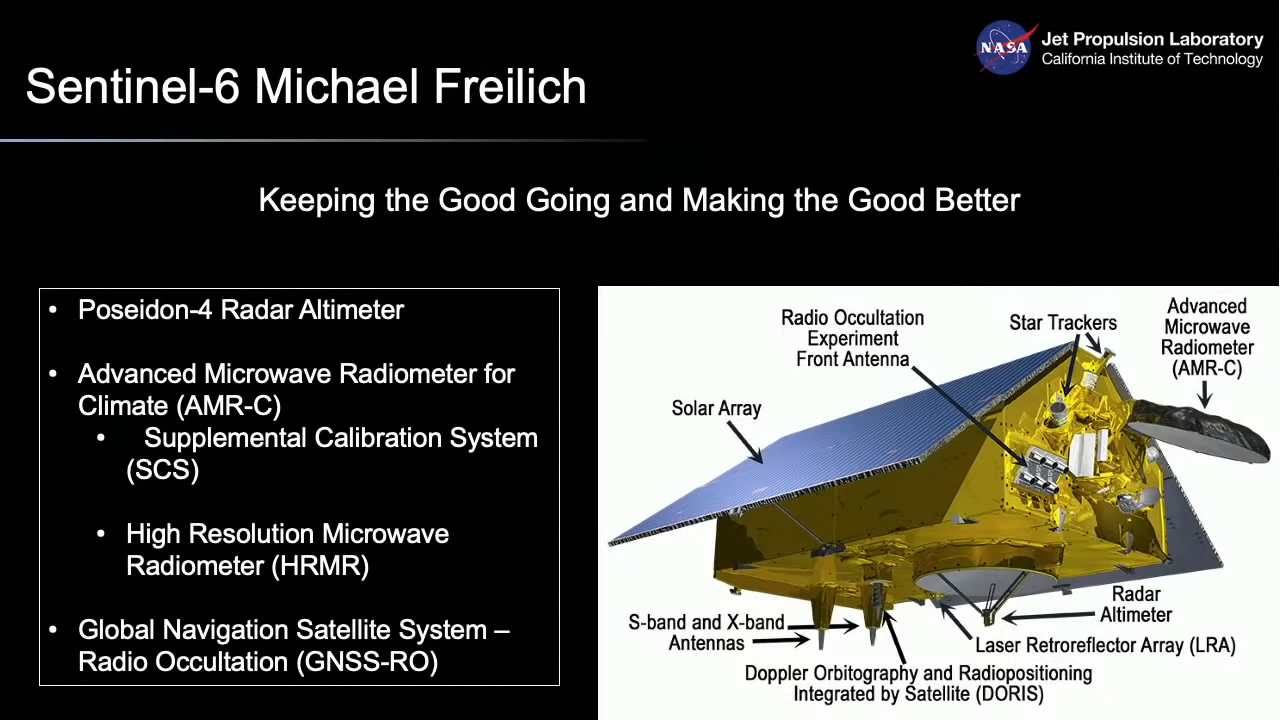 NASA
Jet Propulsion Laboratory
California Institute of Technology
Sentinel-6 Michael Freilich
Keeping the Good Going and Making the Good Better
• Poseidon-4 Radar Altimeter
• Advanced Microwave Radiometer for
Climate (AMR-C)
• Supplemental Calibration System
(SCS)
• High Resolution Microwave
Radiometer (HRMR)
• Global Navigation Satellite System –
Radio Occultation (GNSS-RO)
Radio Occultation
Experiment
Front Antenna
Star Trackers
Advanced
Microwave
Radiometer
(AMR-C)
Solar Array
S-band and X-band
Antennas
Radar
Altimeter
Laser Retroreflector Array (LRA)
Doppler Orbitography and Radiopositioning
Integrated by Satellite (DORIS)